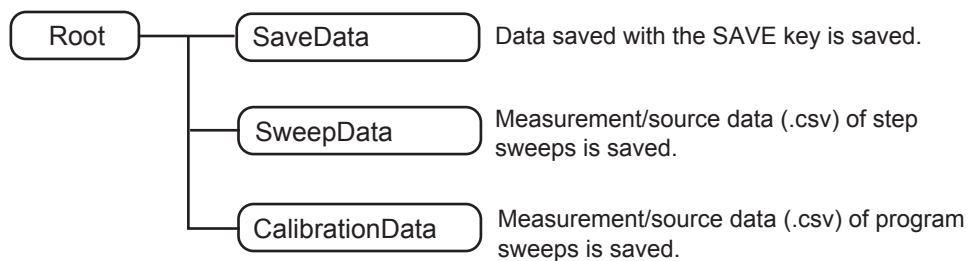 Root
SaveData
Data saved with the SAVE key is saved.
SweepData
Measurement/source data (.csv) of step
sweeps is saved.
CalibrationData
Measurement/source data (.csv) of program
sweeps is saved.